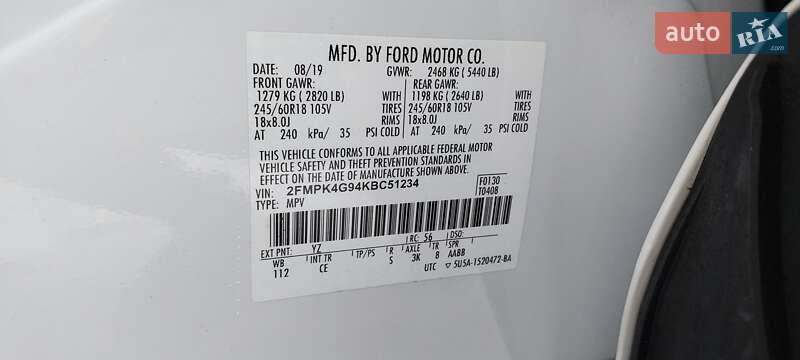 auto RIA.com
MFD. BY FORD MOTOR CO.
DATE: 08/19 GVWR: 2468 KG ( 5440 LB)
FRONT GAWR: REAR GAWR:
1279 KG ( 2820 LB) WITH 1198 KG ( 2640 LB) WITH
245/60R18 105V TIRES 245/60R18 105V TIRES
18x8.0J RIMS 18x8.0J RIMS
AT 240 kPa/ 35 PSI COLD AT 240 kPa/ 35 PSI COLD
THIS VEHICLE CONFORMS TO ALL APPLICABLE FEDERAL MOTOR
VEHICLE SAFETY AND THEFT PREVENTION STANDARDS IN
EFFECT ON THE DATE OF MANUFACTURE SHOWN ABOVE.
VIN: 2FMPK4G94KBC51234 F0130
TYPE: MPV T0408
EXT PNT: YZ RC: 56 DSO:
WB INT TR TP/PS R AXLE TR SPR
112 CE S 3K 8 AABB
UTC ▽ 5U5A-1520472-BA